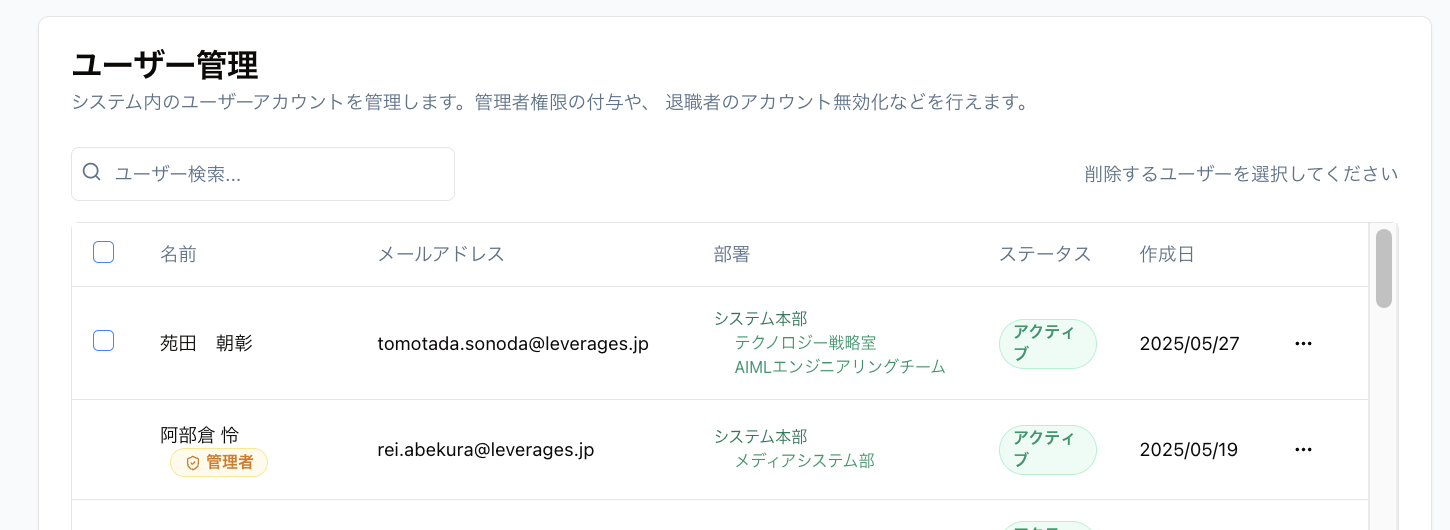 ユーザー管理
システム内のユーザーアカウントを管理します。管理者権限の付与や、 退職者のアカウント無効化などを行えます。
ユーザー検索...
削除するユーザーを選択してください
名前 メールアドレス 部署 ステータス 作成日
苑田　朝彰
tomotada.sonoda@leverages.jp
システム本部
テクノロジー戦略室
AIMLエンジニアリングチーム
アクティ
ブ
2025/05/27
阿部倉 怜
管理者
rei.abekura@leverages.jp
システム本部
メディアシステム部
アクティ
ブ
2025/05/19